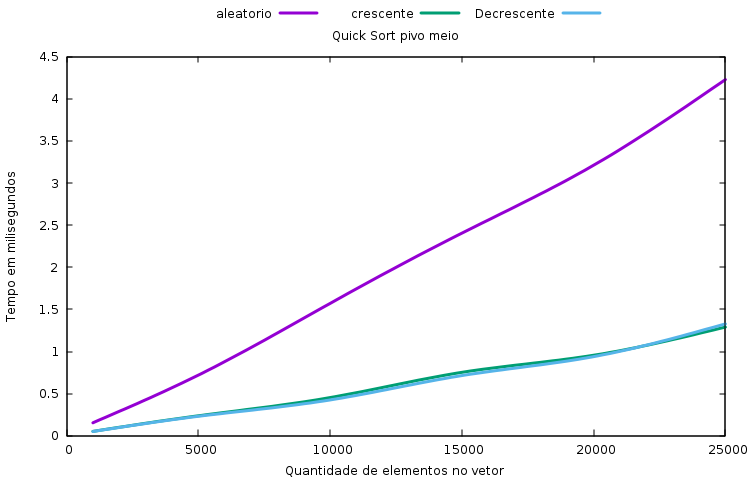 aleatorio crescente Decrescente
Quick Sort pivo meio
4.5
4
3.5
3
2.5
2
1.5
1
0.5
0
0 5000 10000 15000 20000 25000
Tempo em milisegundos
Quantidade de elementos no vetor